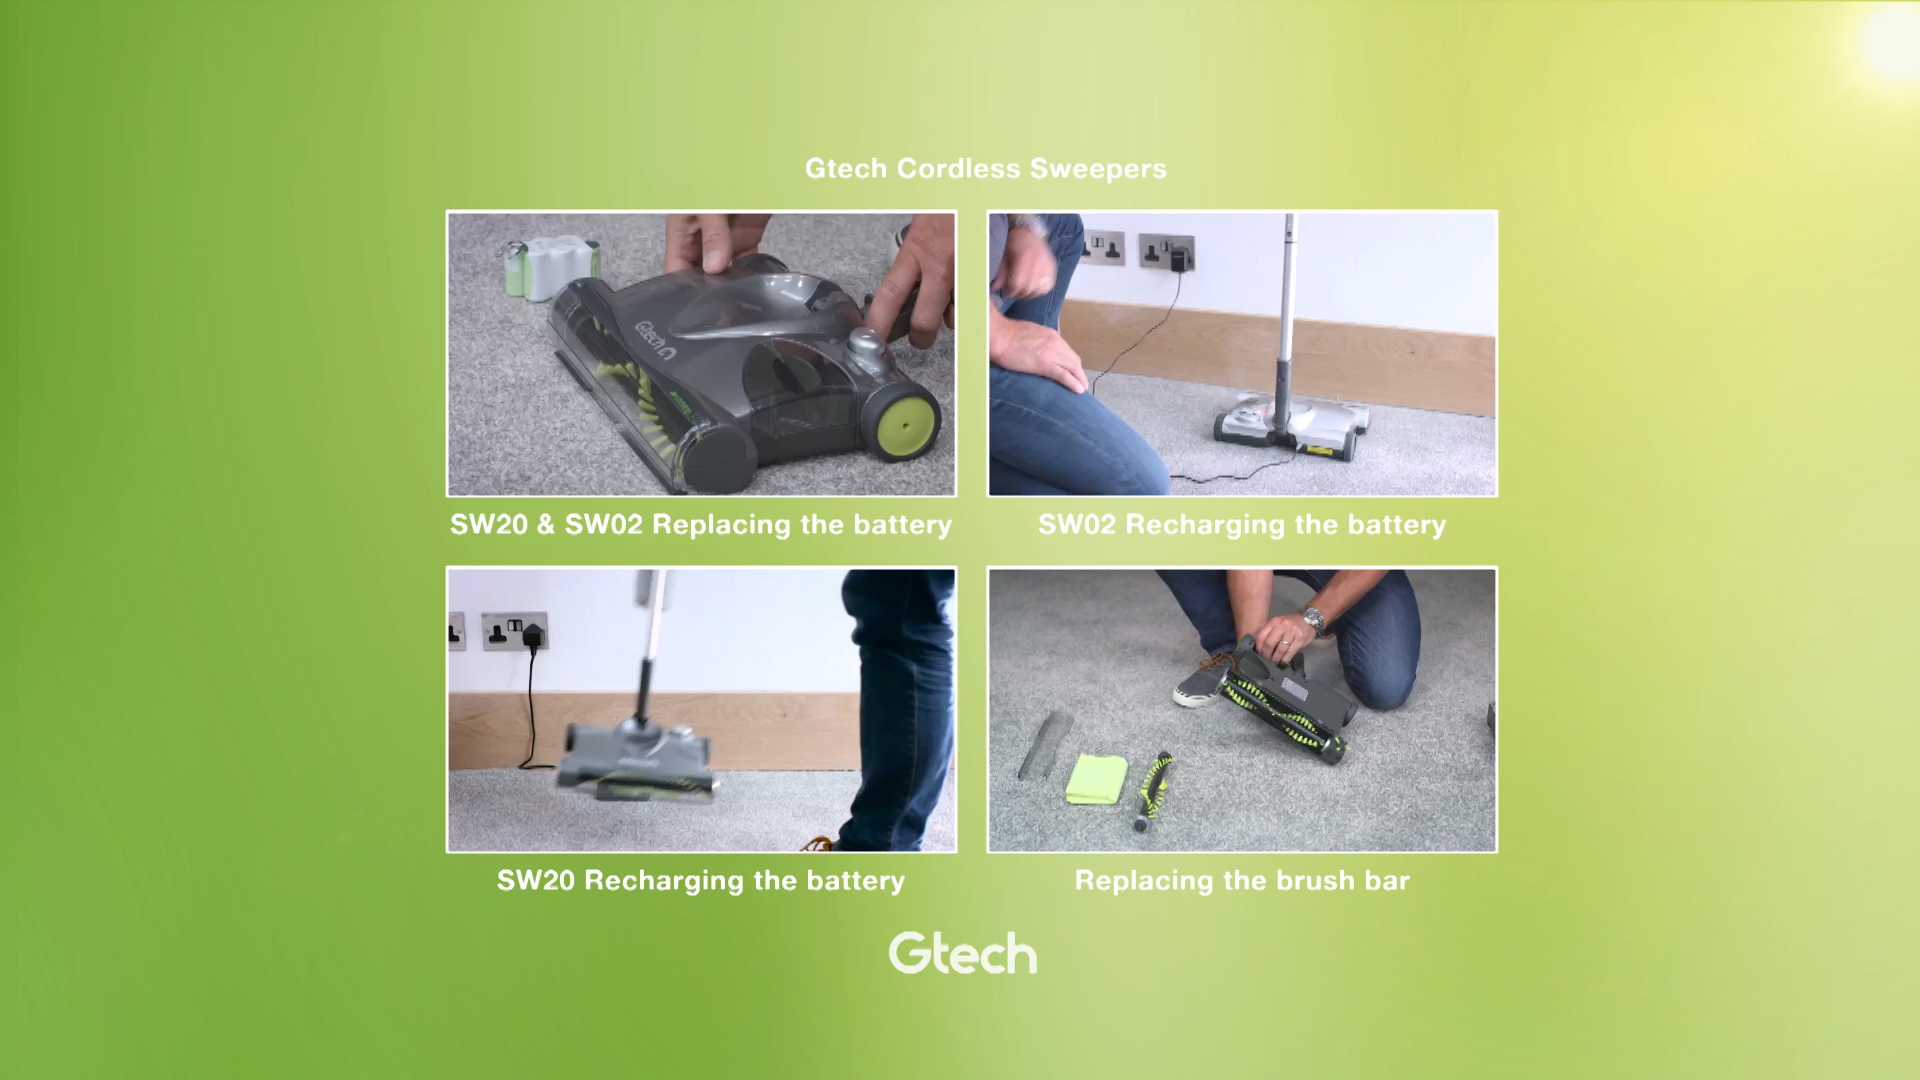 Gtech Cordless Sweepers
Gtech
SW20 & SW02 Replacing the battery
SW02 Recharging the battery
SW20 Recharging the battery
Replacing the brush bar
Gtech